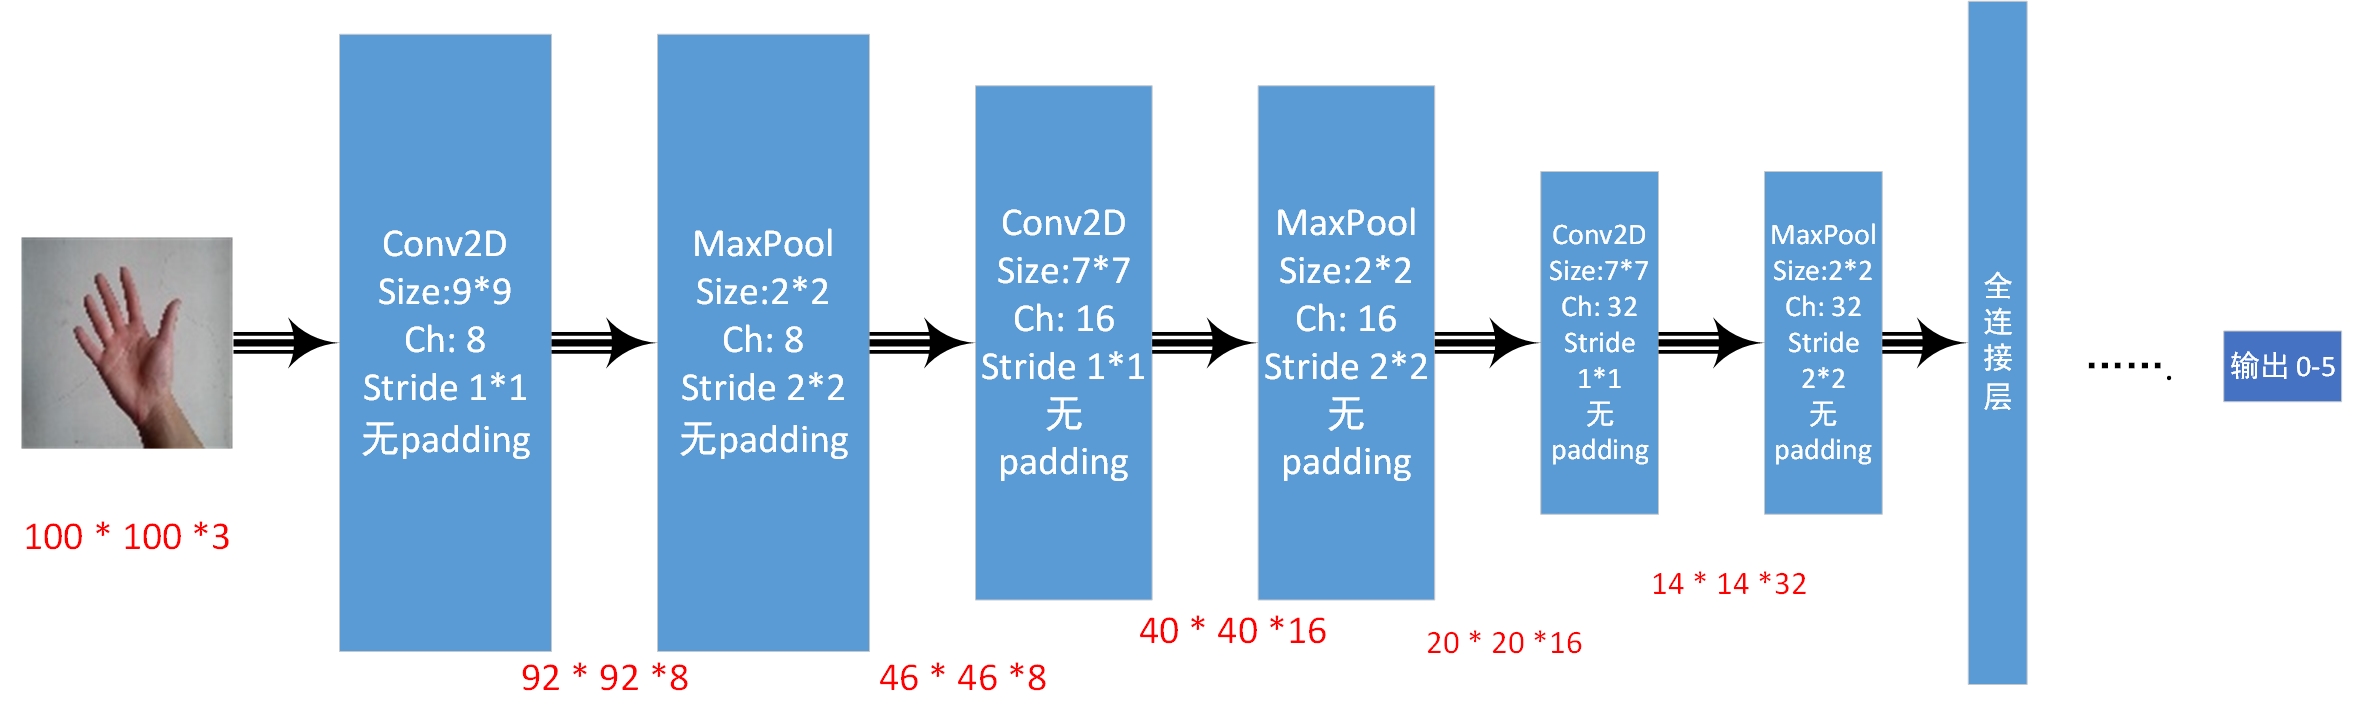 100 * 100 *3
Conv2D
Size:9*9
Ch: 8
Stride 1*1
无padding
92 * 92 *8
MaxPool
Size:2*2
Ch: 8
Stride 2*2
无padding
46 * 46 *8
Conv2D
Size:7*7
Ch: 16
Stride 1*1
无
padding
40 * 40 *16
MaxPool
Size:2*2
Ch: 16
Stride 2*2
无
padding
20 * 20 *16
Conv2D
Size:7*7
Ch: 32
Stride
1*1
无
padding
14 * 14 *32
MaxPool
Size:2*2
Ch: 32
Stride
2*2
无
padding
全
连
接
层
…….
输出 0-5